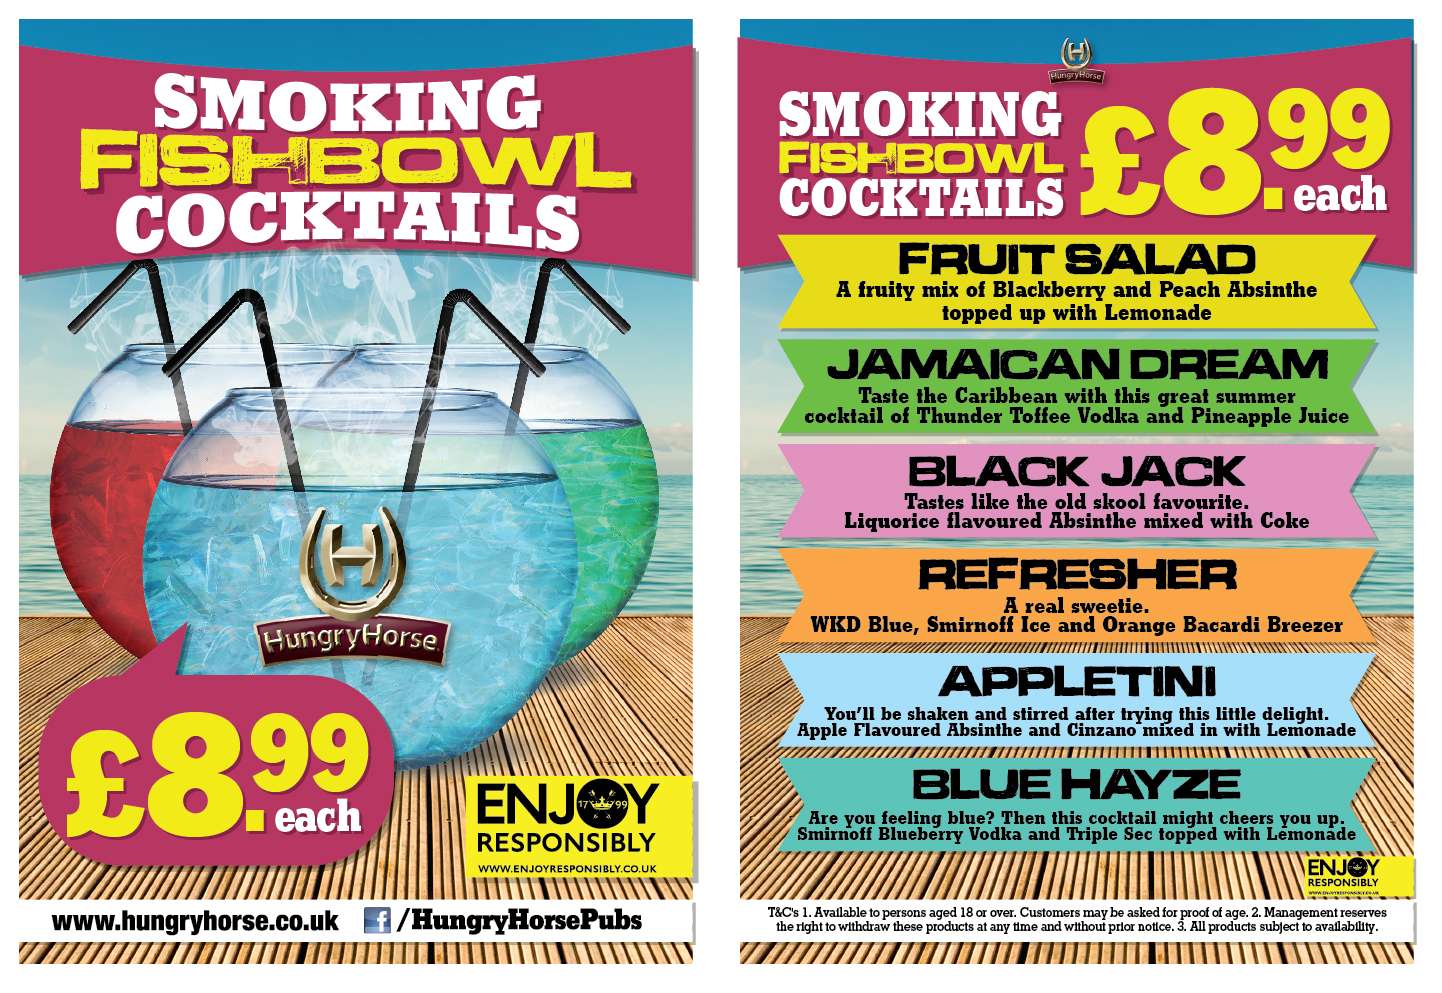 SMOKING
FISHBOWL
COCKTAILS
H
HungryHorse
£8.99
each
ENJOY
17 99
RESPONSIBLY
WWW.ENJOYRESPONSIBLY.CO.UK
www.hungryhorse.co.uk f /HungryHorsePubs
H
HungryHorse
SMOKING
FISHBOWL
COCKTAILS
£8.99
each
FRUIT SALAD
A fruity mix of Blackberry and Peach Absinthe
topped up with Lemonade
JAMAICAN DREAM
Taste the Caribbean with this great summer
cocktail of Thunder Toffee Vodka and Pineapple Juice
BLACK JACK
Tastes like the old skool favourite.
Liquorice flavoured Absinthe mixed with Coke
REFRESHER
A real sweetie.
WKD Blue, Smirnoff Ice and Orange Bacardi Breezer
APPLETINI
You'll be shaken and stirred after trying this little delight.
Apple Flavoured Absinthe and Cinzano mixed in with Lemonade
BLUE HAYZE
Are you feeling blue? Then this cocktail might cheers you up.
Smirnoff Blueberry Vodka and Triple Sec topped with Lemonade
ENJOY
RESPONSIBLY
WWW.ENJOYRESPONSIBLY.CO.UK
T&C's 1. Available to persons aged 18 or over. Customers may be asked for proof of age. 2. Management reserves
the right to withdraw these products at any time and without prior notice. 3. All products subject to availability.